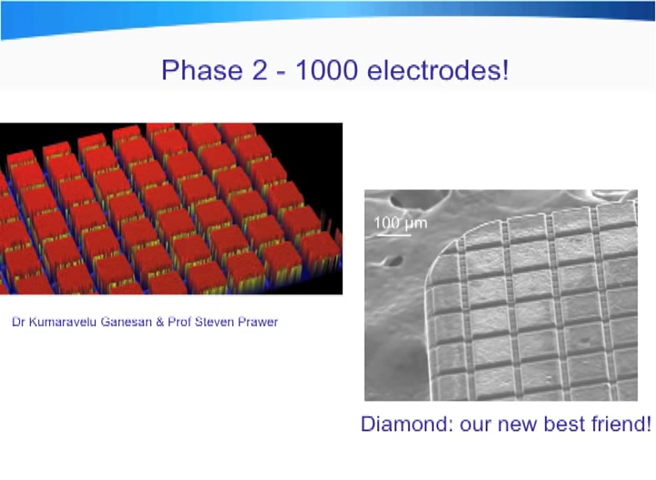 Phase 2 - 1000 electrodes!
100 µm
Dr Kumaravelu Ganesan & Prof Steven Prawer
Diamond: our new best friend!